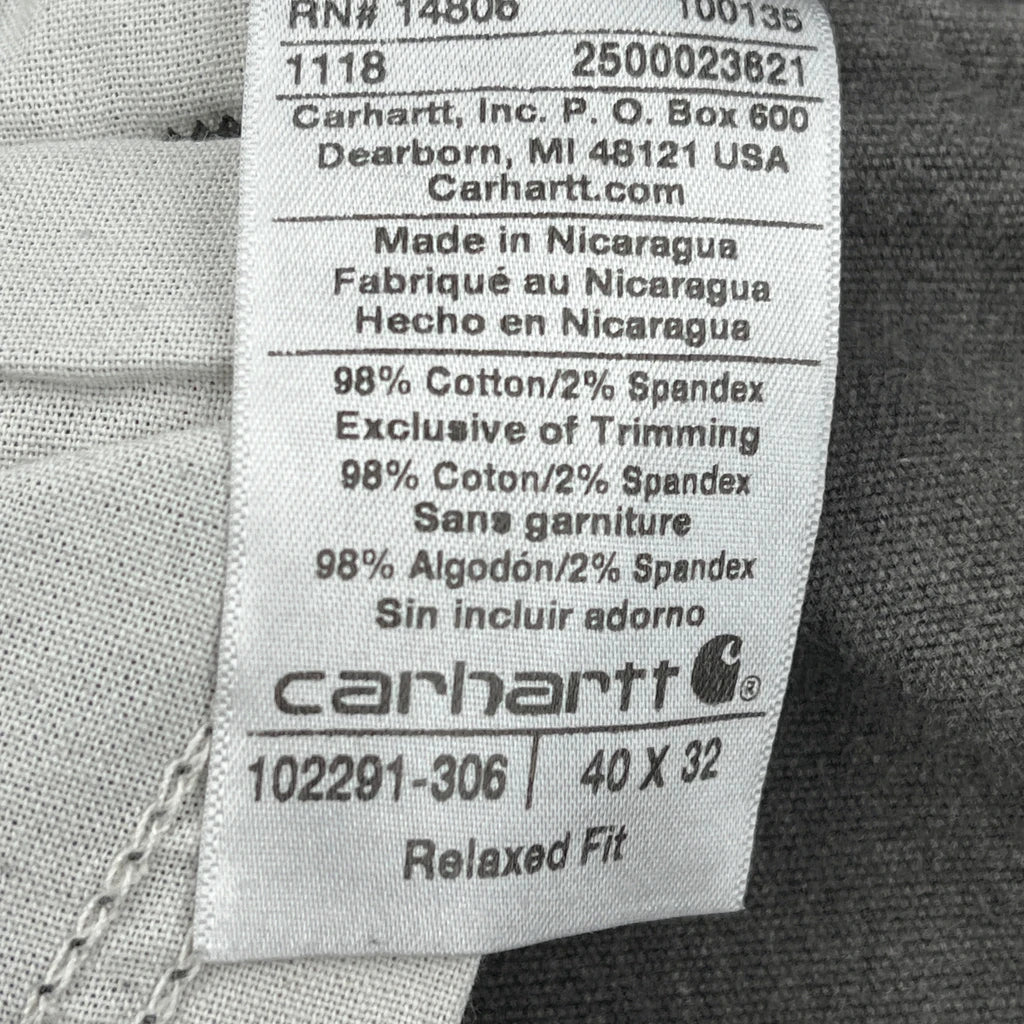 RN# 14806 100135
1118 2500023621
Carhartt, Inc. P. O. Box 600
Dearborn, MI 48121 USA
Carhartt.com
Made in Nicaragua
Fabriqué au Nicaragua
Hecho en Nicaragua
98% Cotton/2% Spandex
Exclusive of Trimming
98% Coton/2% Spandex
Sans garniture
98% Algodón/2% Spandex
Sin incluir adorno
carhartt ®
102291-306 | 40 X 32
Relaxed Fit